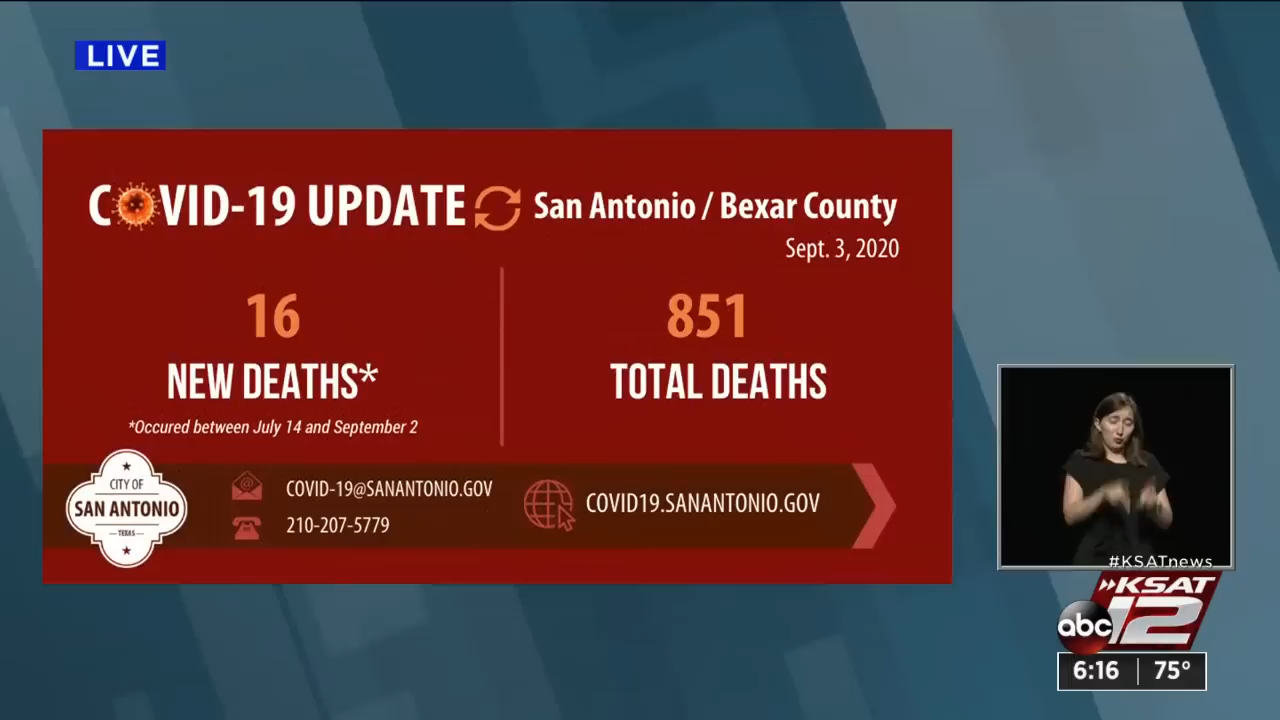 LIVE
COVID-19 UPDATE
San Antonio / Bexar County
Sept. 3, 2020
16
NEW DEATHS*
*Occured between July 14 and September 2
851
TOTAL DEATHS
CITY OF
SAN ANTONIO
TEXAS
COVID-19@SANANTONIO.GOV
210-207-5779
COVID19.SANANTONIO.GOV
#KSATnews
KSAT
abc 12
6:16 75°